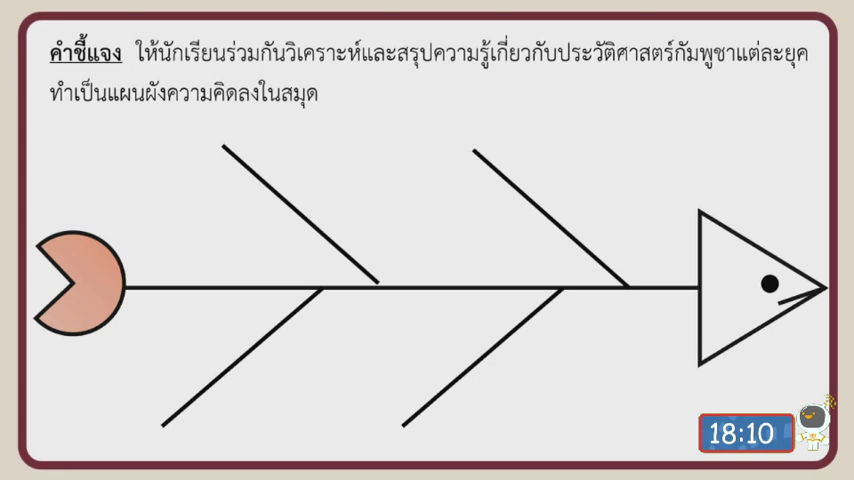 คำชี้แจง ให้นักเรียนร่วมกันวิเคราะห์และสรุปความรู้เกี่ยวกับประวัติศาสตร์กัมพูชาแต่ละยุค
ทำเป็นแผนผังความคิดลงในสมุด
18:10